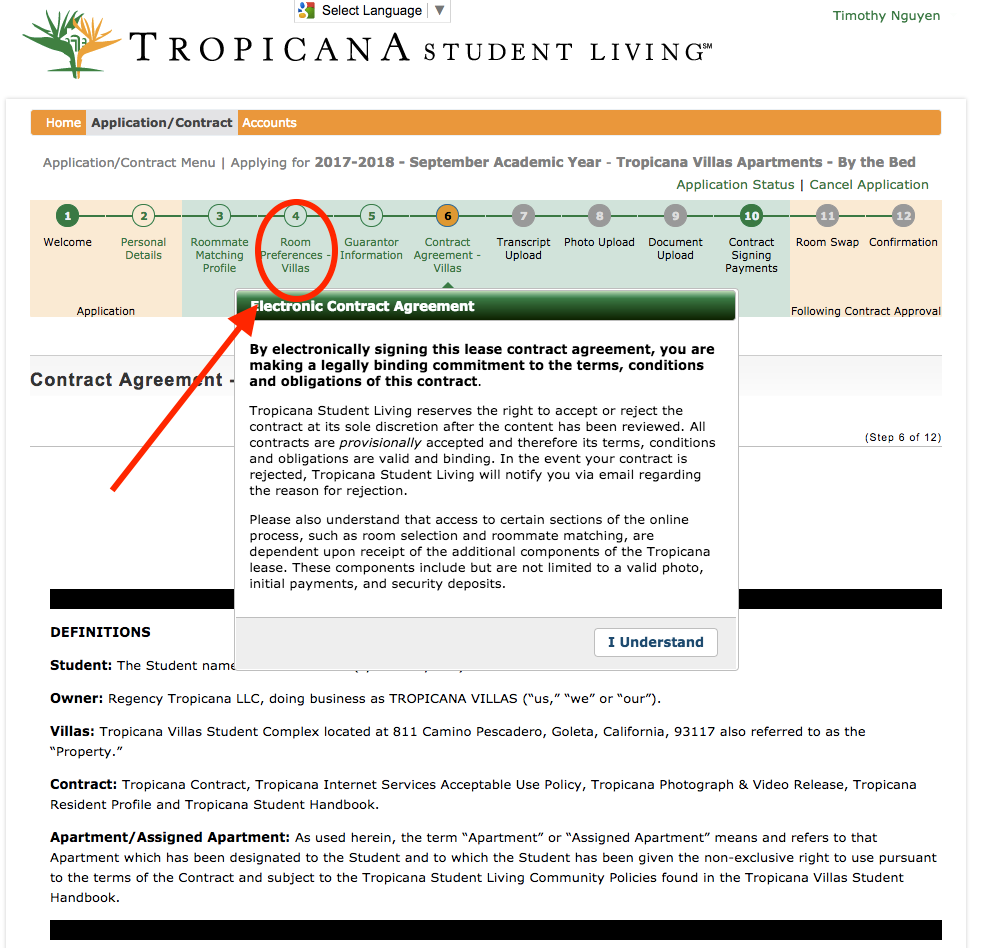 Select Language ▼
Timothy Nguyen
TROPICANA STUDENT LIVING℠
Home Application/Contract Accounts
Application/Contract Menu | Applying for 2017-2018 - September Academic Year - Tropicana Villas Apartments - By the Bed
Application Status | Cancel Application
1 2 3 4 5 6 7 8 9 10 11 12
Welcome
Personal
Details
Roommate
Matching
Profile
Room
Preferences -
Villas
Guarantor
Information
Contract
Agreement -
Villas
Transcript
Upload
Photo Upload
Document
Upload
Contract
Signing
Payments
Room Swap
Confirmation
Application
Following Contract Approval
Electronic Contract Agreement
By electronically signing this lease contract agreement, you are
making a legally binding commitment to the terms, conditions
and obligations of this contract.
Tropicana Student Living reserves the right to accept or reject the
contract at its sole discretion after the content has been reviewed. All
contracts are provisionally accepted and therefore its terms, conditions
and obligations are valid and binding. In the event your contract is
rejected, Tropicana Student Living will notify you via email regarding
the reason for rejection.
Please also understand that access to certain sections of the online
process, such as room selection and roommate matching, are
dependent upon receipt of the additional components of the Tropicana
lease. These components include but are not limited to a valid photo,
initial payments, and security deposits.
I Understand
Contract Agreement -
(Step 6 of 12)
DEFINITIONS
Student: The Student name
Owner: Regency Tropicana LLC, doing business as TROPICANA VILLAS (“us,” “we” or “our”).
Villas: Tropicana Villas Student Complex located at 811 Camino Pescadero, Goleta, California, 93117 also referred to as the
“Property.”
Contract: Tropicana Contract, Tropicana Internet Services Acceptable Use Policy, Tropicana Photograph & Video Release, Tropicana
Resident Profile and Tropicana Student Handbook.
Apartment/Assigned Apartment: As used herein, the term “Apartment” or “Assigned Apartment” means and refers to that
Apartment which has been designated to the Student and to which the Student has been given the non-exclusive right to use pursuant
to the terms of the Contract and subject to the Tropicana Student Living Community Policies found in the Tropicana Villas Student
Handbook.